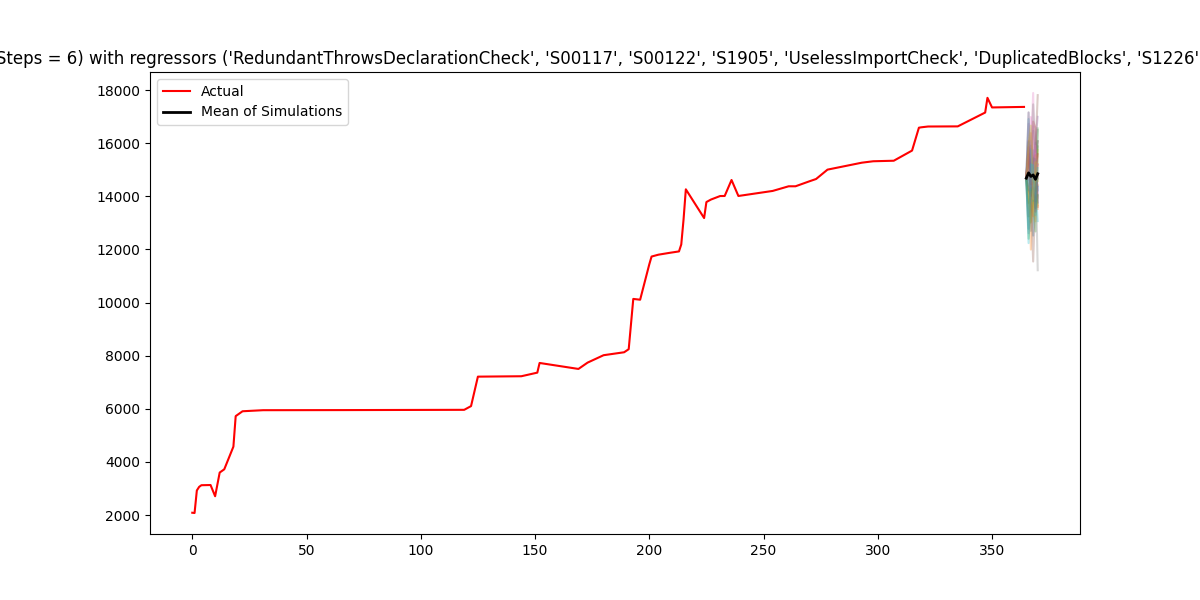 Steps = 6) with regressors ('RedundantThrowsDeclarationCheck', 'S00117', 'S00122', 'S1905', 'UselessImportCheck', 'DuplicatedBlocks', 'S1226'
Actual
Mean of Simulations
18000
16000
14000
12000
10000
8000
6000
4000
2000
0 50 100 150 200 250 300 350